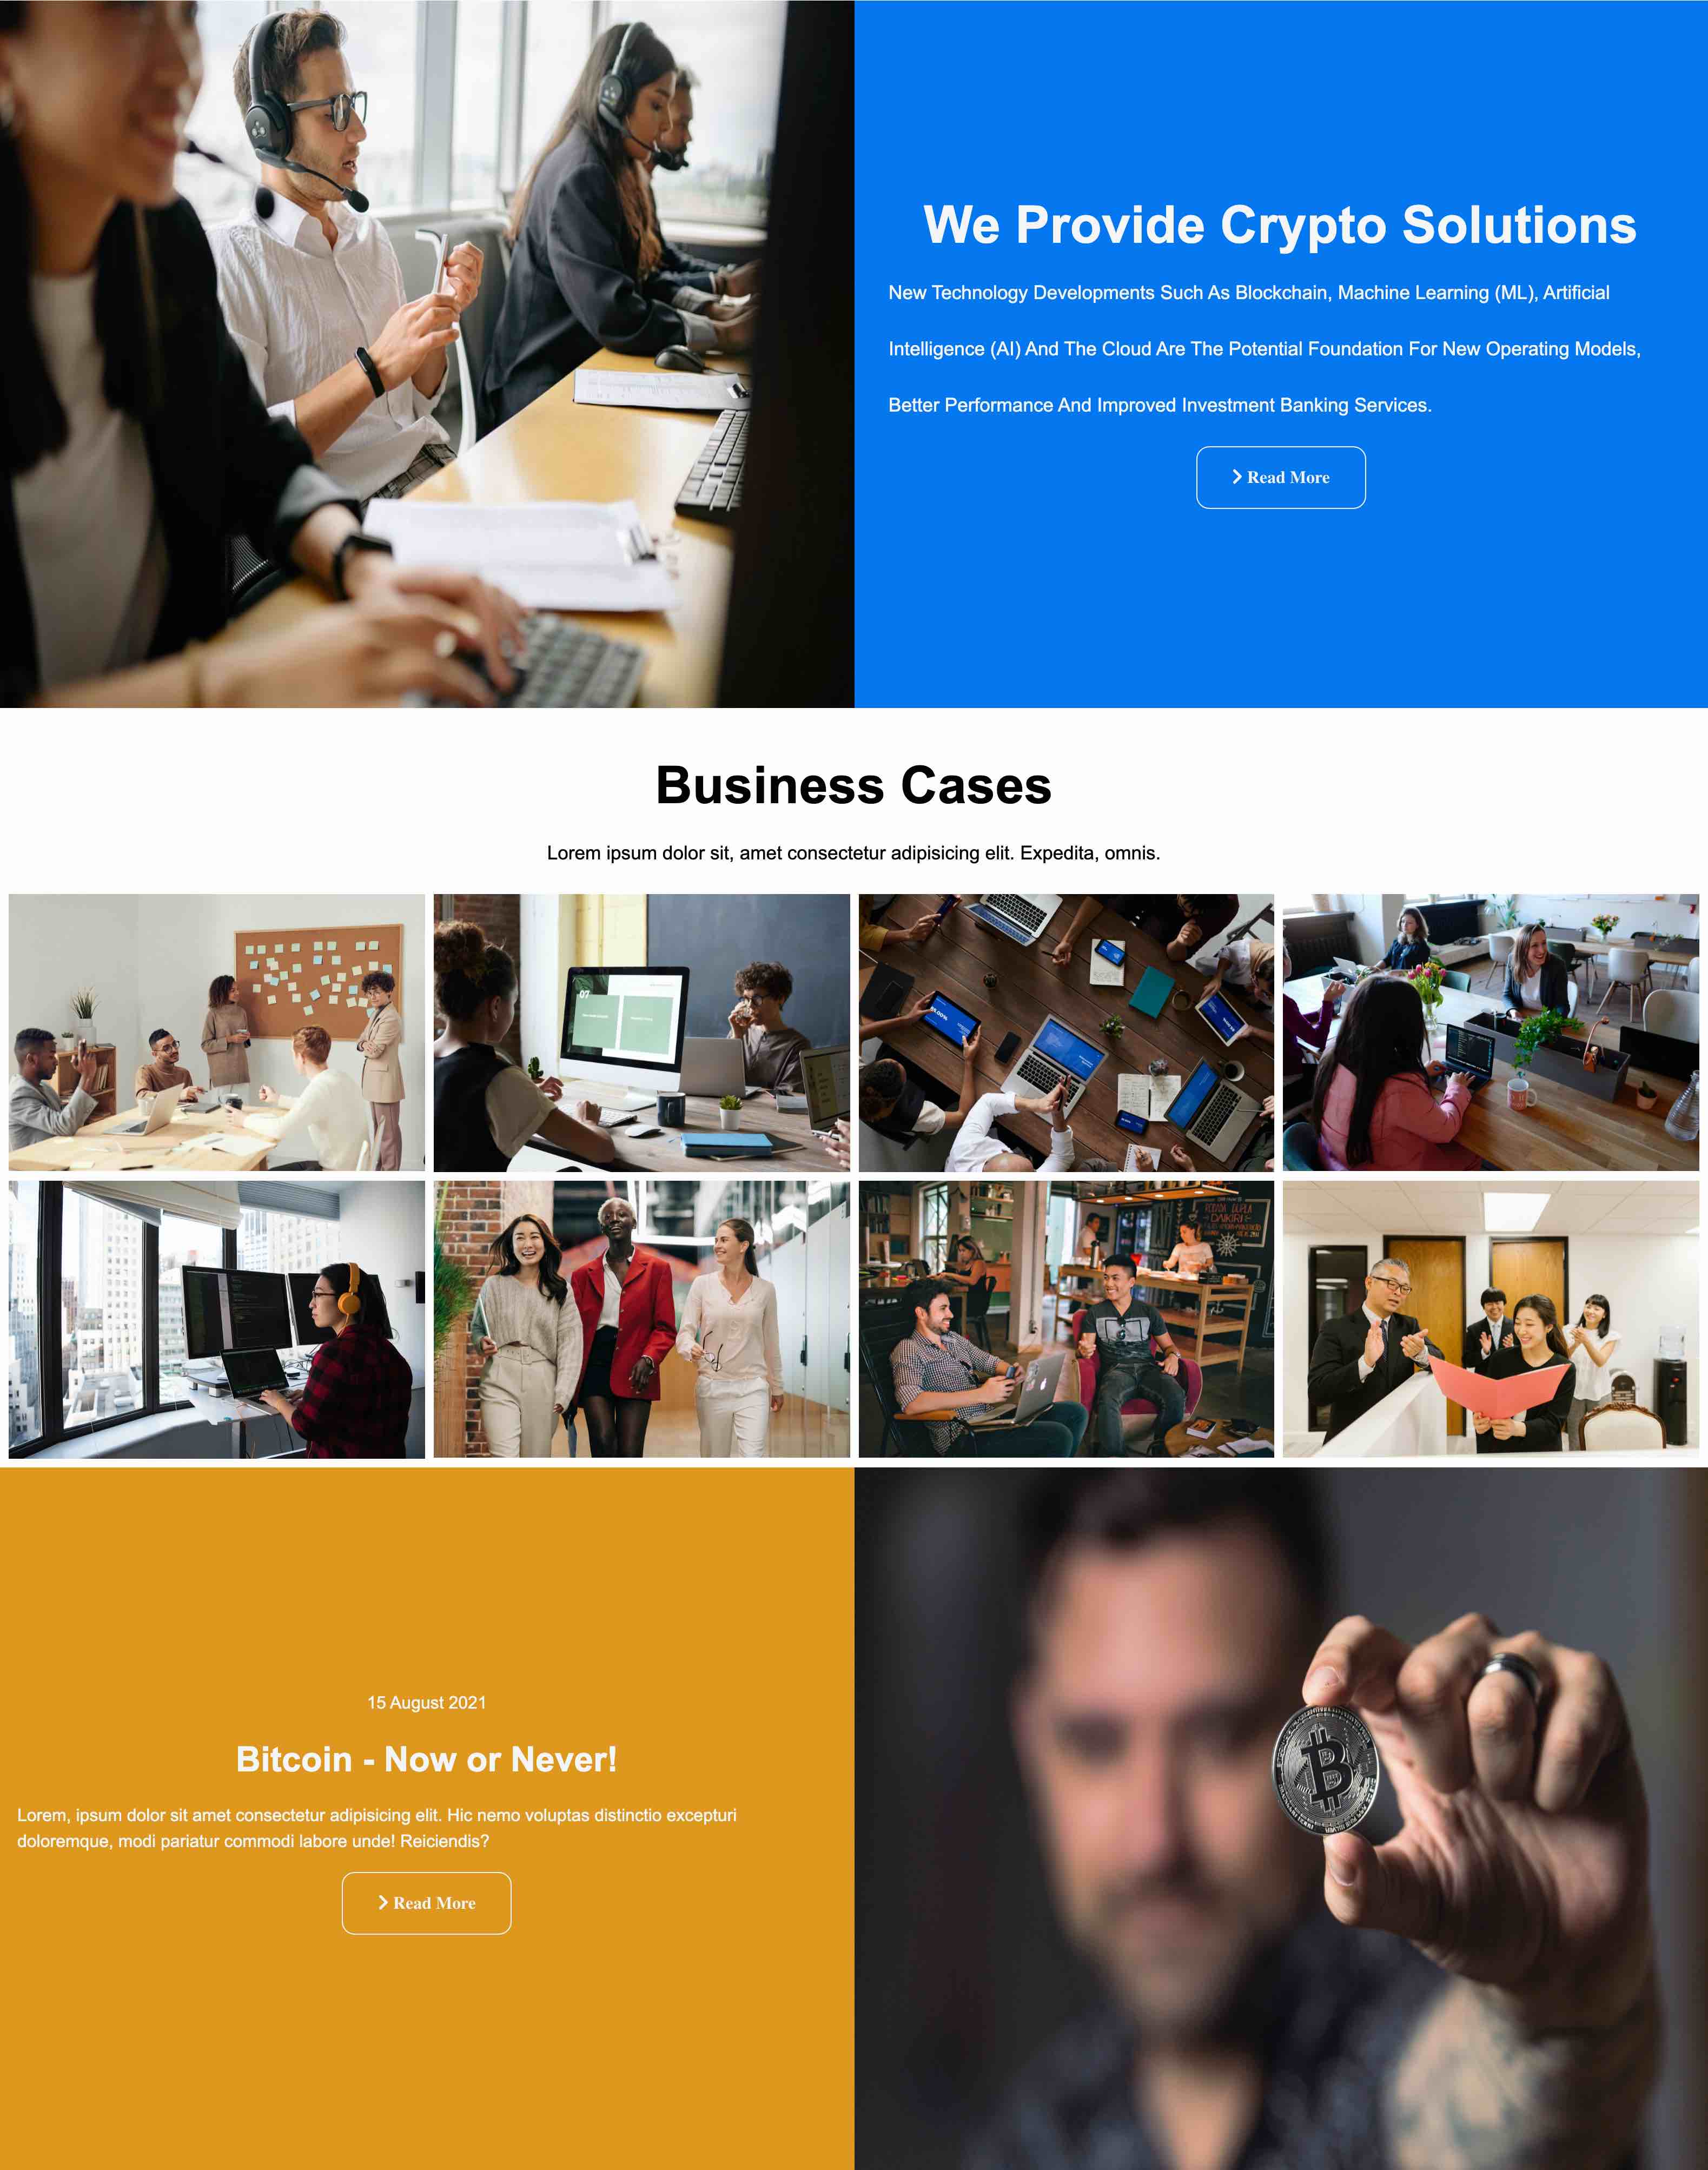 We Provide Crypto Solutions
New Technology Developments Such As Blockchain, Machine Learning (ML), Artificial
Intelligence (AI) And The Cloud Are The Potential Foundation For New Operating Models,
Better Performance And Improved Investment Banking Services.
Read More
Business Cases
Lorem ipsum dolor sit, amet consectetur adipisicing elit. Expedita, omnis.
07
15 August 2021
Bitcoin - Now or Never!
Lorem, ipsum dolor sit amet consectetur adipisicing elit. Hic nemo voluptas distinctio excepturi
doloremque, modi pariatur commodi labore unde! Reiciendis?
Read More